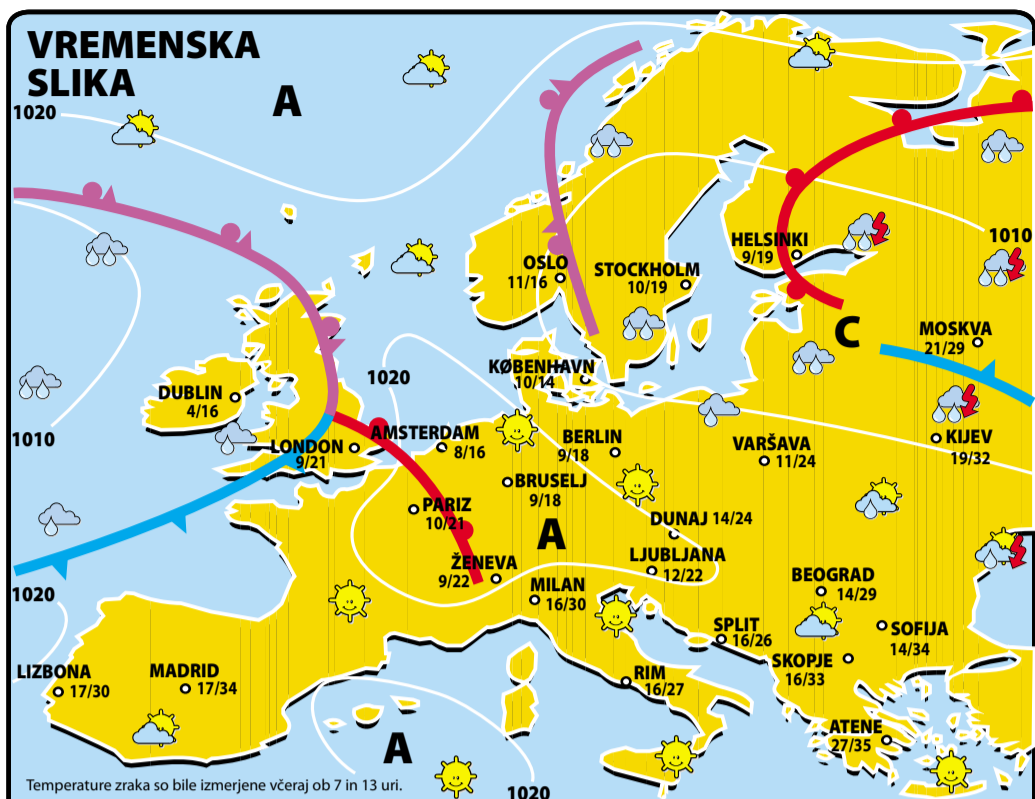 VREMENSKA
SLIKA
A
1020
1010
HELSINKI
9/19
OSLO
11/16
STOCKHOLM
10/19
C
MOSKVA
21/29
KØBENHAVN
10/14
1020
DUBLIN
4/16
1010
LONDON
9/21
AMSTERDAM
8/16
BERLIN
9/18
VARŠAVA
11/24
KIJEV
19/32
BRUSELJ
9/18
PARIZ
10/21
DUNAJ 14/24
A
LJUBLJANA
12/22
ŽENEVA
9/22
MILAN
16/30
BEOGRAD
14/29
1020
SPLIT
16/26
SOFIJA
14/34
SKOPJE
16/33
LIZBONA
17/30
MADRID
17/34
RIM
16/27
ATENE
27/35
A
Temperature zraka so bile izmerjene včeraj ob 7 in 13 uri.
1020